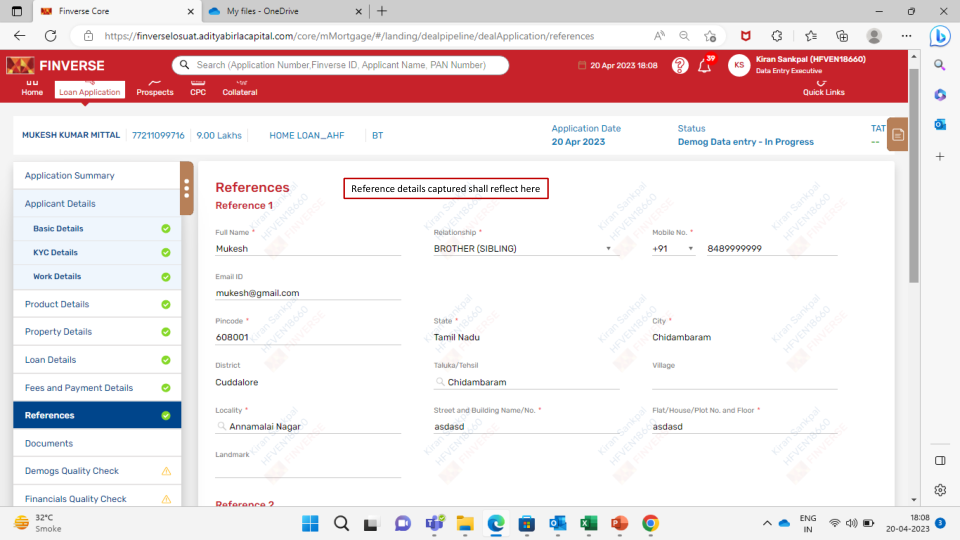 Finverse Core
My files - OneDrive
https://finverselosuat.adityabirlacapital.com/core/mMortgage/#/landing/dealpipeline/dealApplication/references
FINVERSE
Search (Application Number,Finverse ID, Applicant Name, PAN Number)
20 Apr 2023 18:08
39
KS
Kiran Sankpal (HFVEN18660)
Data Entry Executive
Home
Loan Application
Prospects
CPC
Collateral
Quick Links
MUKESH KUMAR MITTAL
77211099716
9.00 Lakhs
HOME LOAN_AHF
BT
Application Date
20 Apr 2023
Status
Demog Data entry - In Progress
TAT
--
Application Summary
Applicant Details
Basic Details
KYC Details
Work Details
Product Details
Property Details
Loan Details
Fees and Payment Details
References
Documents
Demogs Quality Check
Financials Quality Check
References
Reference details captured shall reflect here
Reference 1
Full Name *
Relationship *
Mobile No. *
Mukesh
BROTHER (SIBLING)
+91
8489999999
Email ID
mukesh@gmail.com
Pincode *
State *
City *
608001
Tamil Nadu
Chidambaram
District
Taluka/Tehsil
Village
Cuddalore
Chidambaram
Locality *
Street and Building Name/No. *
Flat/House/Plot No. and Floor *
Annamalai Nagar
asdasd
asdasd
Landmark
Reference 2
Kiran Sankpal
HFVEN18660
FINVERSE
32°C
Smoke
ENG
IN
18:08
20-04-2023
3